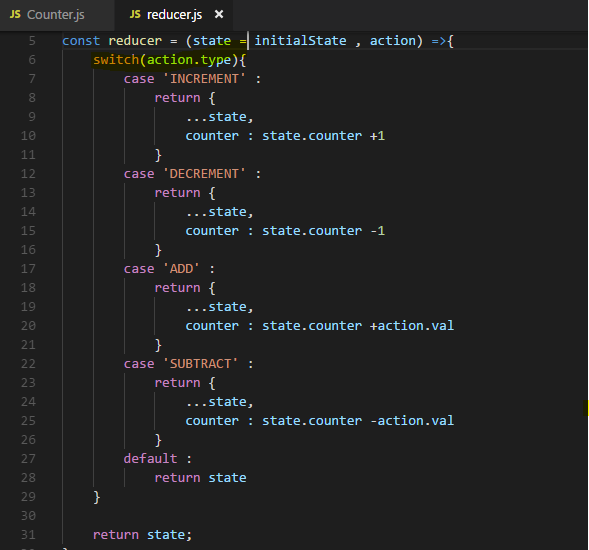 JS Counter.js JS reducer.js ×
5 const reducer = (state = initialState , action) =>{
6 switch(action.type){
7 case 'INCREMENT' :
8 return {
9 ...state,
10 counter : state.counter +1
11 }
12 case 'DECREMENT' :
13 return {
14 ...state,
15 counter : state.counter -1
16 }
17 case 'ADD' :
18 return {
19 ...state,
20 counter : state.counter +action.val
21 }
22 case 'SUBTRACT' :
23 return {
24 ...state,
25 counter : state.counter -action.val
26 }
27 default :
28 return state
29 }
30
31 return state;